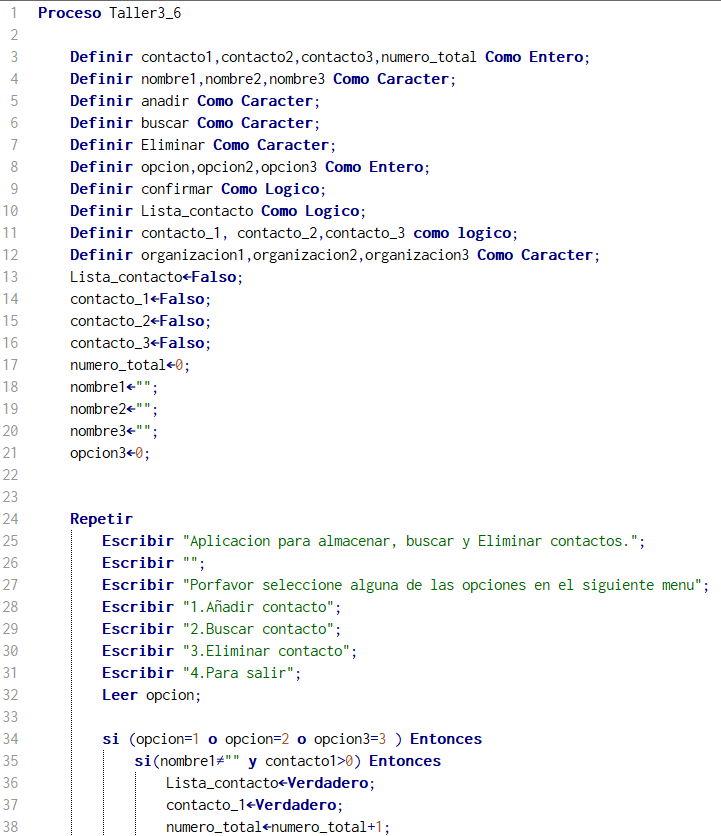 1 Proceso Taller3_6
2
3 Definir contacto1,contacto2,contacto3,numero_total Como Entero;
4 Definir nombre1,nombre2,nombre3 Como Caracter;
5 Definir anadir Como Caracter;
6 Definir buscar Como Caracter;
7 Definir Eliminar Como Caracter;
8 Definir opcion,opcion2,opcion3 Como Entero;
9 Definir confirmar Como Logico;
10 Definir Lista_contacto Como Logico;
11 Definir contacto_1, contacto_2,contacto_3 como logico;
12 Definir organizacion1,organizacion2,organizacion3 Como Caracter;
13 Lista_contacto←Falso;
14 contacto_1←Falso;
15 contacto_2←Falso;
16 contacto_3←Falso;
17 numero_total←0;
18 nombre1←"";
19 nombre2←"";
20 nombre3←"";
21 opcion3←0;
22
23
24 Repetir
25 Escribir "Aplicacion para almacenar, buscar y Eliminar contactos.";
26 Escribir "";
27 Escribir "Porfavor seleccione alguna de las opciones en el siguiente menu";
28 Escribir "1.Añadir contacto";
29 Escribir "2.Buscar contacto";
30 Escribir "3.Eliminar contacto";
31 Escribir "4.Para salir";
32 Leer opcion;
33
34 si (opcion=1 o opcion=2 o opcion3=3 ) Entonces
35 si(nombre1≠"" y contacto1>0) Entonces
36 Lista_contacto←Verdadero;
37 contacto_1←Verdadero;
38 numero_total←numero_total+1;